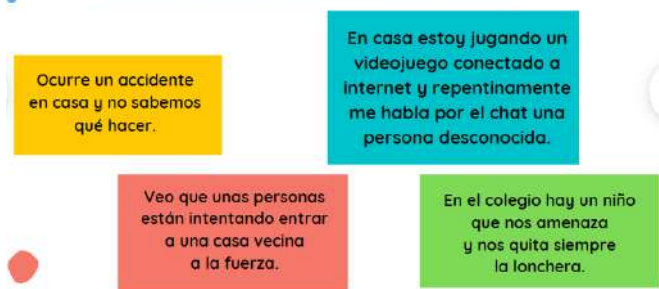 Ocurre un accidente
en casa y no sabemos
qué hacer.
En casa estoy jugando un
videojuego conectado a
internet y repentinamente
me habla por el chat una
persona desconocida.
Veo que unas personas
están intentando entrar
a una casa vecina
a la fuerza.
En el colegio hay un niño
que nos amenaza
y nos quita siempre
la lonchera.